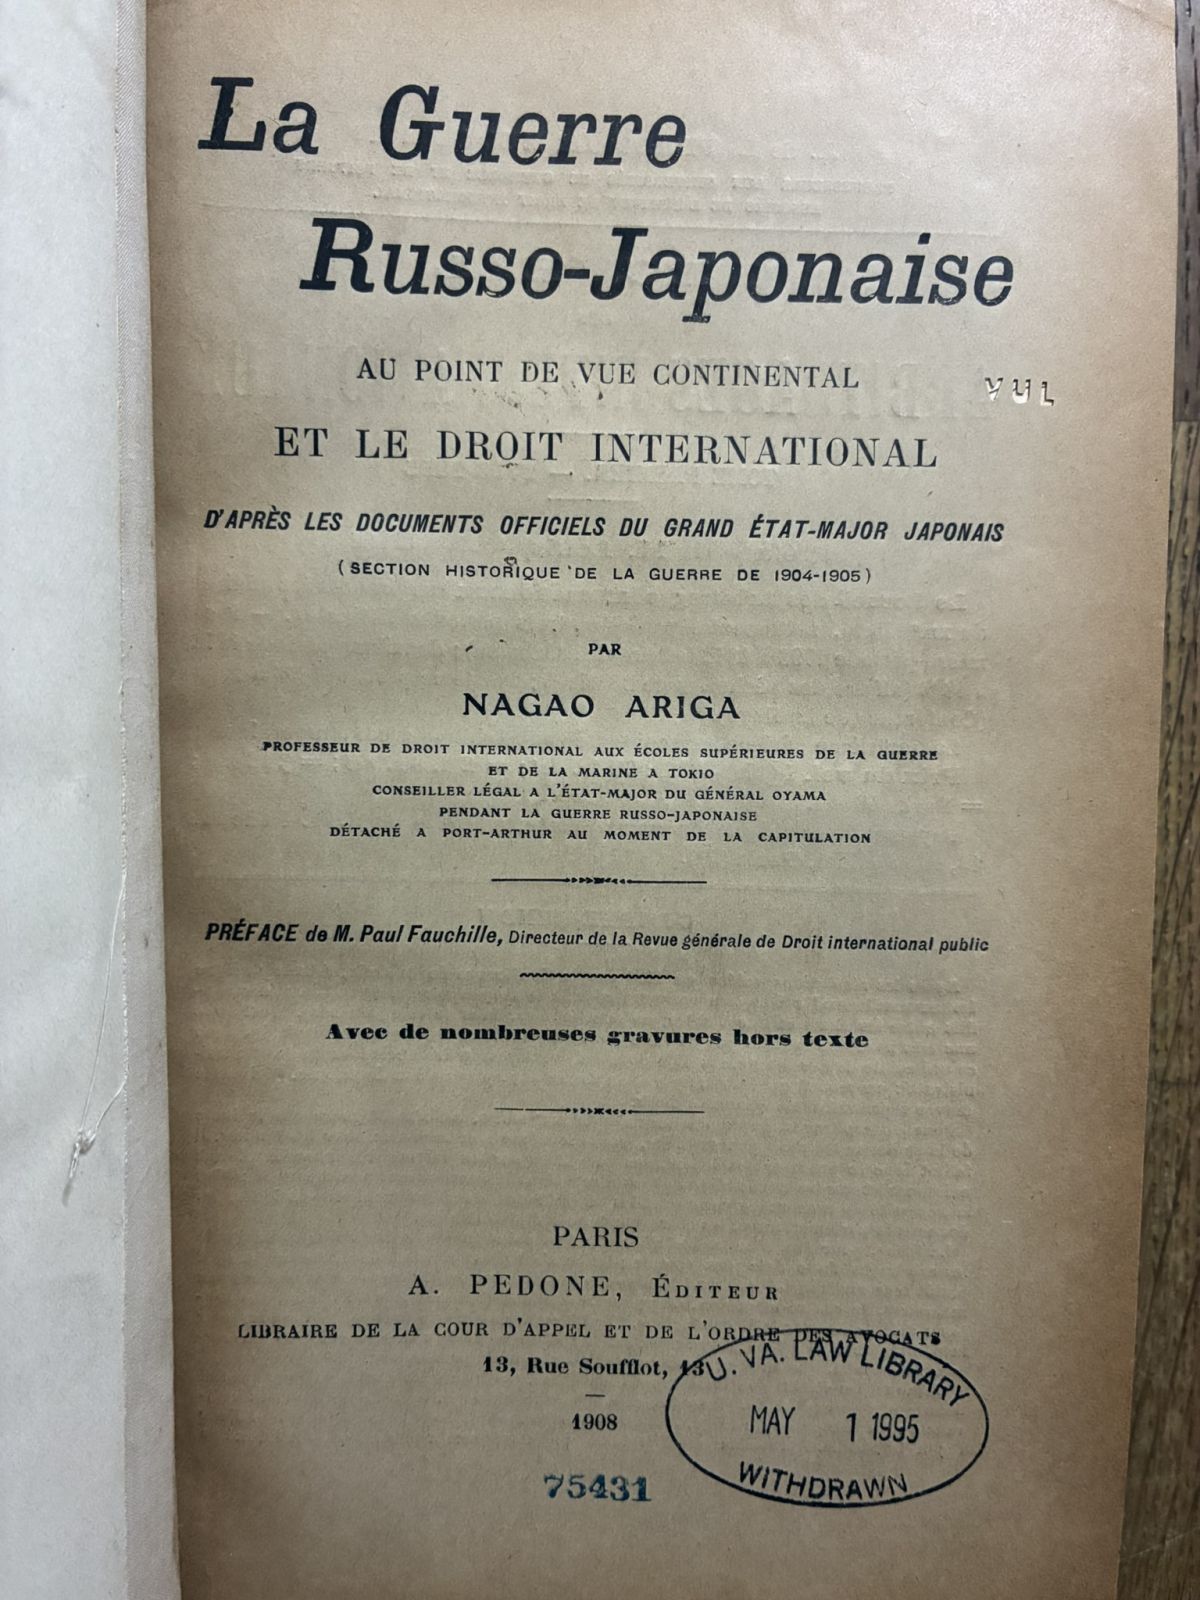 La Guerre
Russo-Japonaise
AU POINT DE VUE CONTINENTAL
VUL
ET LE DROIT INTERNATIONAL
D'APRÈS LES DOCUMENTS OFFICIELS DU GRAND ÉTAT-MAJOR JAPONAIS
(SECTION HISTORIQUE DE LA GUERRE DE 1904-1905)
PAR
NAGAO ARIGA
PROFESSEUR DE DROIT INTERNATIONAL AUX ÉCOLES SUPÉRIEURES DE LA GUERRE
ET DE LA MARINE A TOKIO
CONSEILLER LÉGAL A L'ÉTAT-MAJOR DU GÉNÉRAL OYAMA
PENDANT LA GUERRE RUSSO-JAPONAISE
DÉTACHÉ A PORT-ARTHUR AU MOMENT DE LA CAPITULATION
PRÉFACE de M. Paul Fauchille, Directeur de la Revue générale de Droit international public
Avec de nombreuses gravures hors texte
PARIS
A. PEDONE, ÉDITEUR
LIBRAIRE DE LA COUR D'APPEL ET DE L'ORDRE DES AVOCATS
13, Rue Soufflot, 13
1908
75431
U. VA. LAW LIBRARY
MAY 1 1995
WITHDRAWN